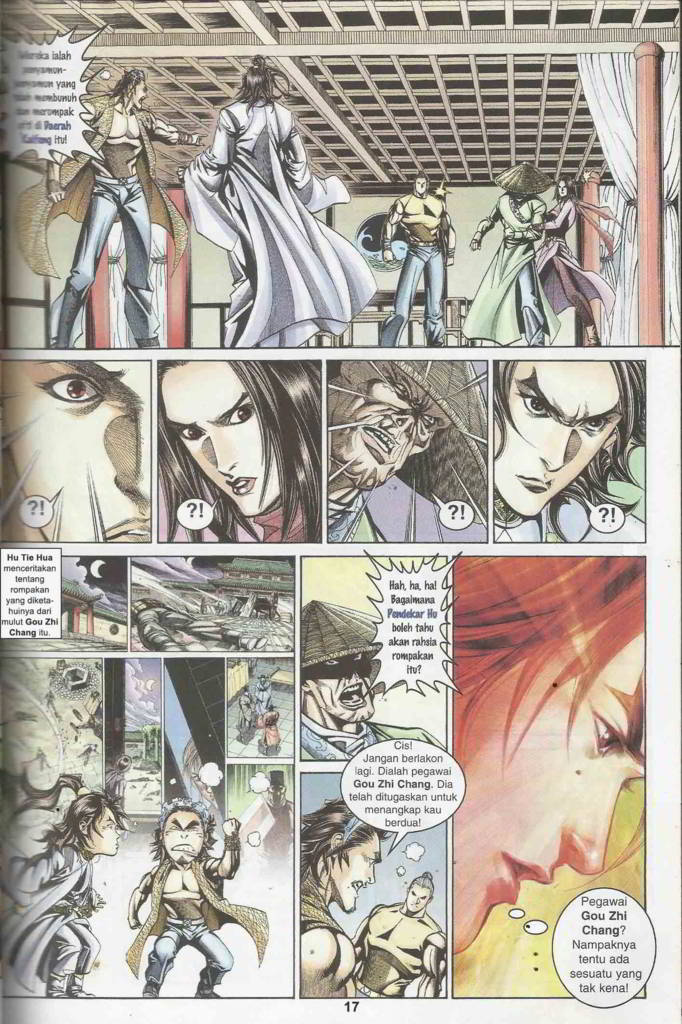 Mereka ialah
penyamun-
penyamun yang
membunuh
dan merompak
di Daerah
Kaifeng itu!
?!
?!
?!
?!
Hu Tie Hua
menceritakan
tentang
rompakan
yang diketa-
huinya dari
mulut Gou Zhi
Chang itu.
Hah, ha, ha!
Bagaimana
Pendekar Hu
boleh tahu
akan rahsia
rompakan
itu?
Cis!
Jangan berlakon
lagi. Dialah pegawai
Gou Zhi Chang. Dia
telah ditugaskan untuk
menangkap kau
berdua!
Pegawai
Gou Zhi
Chang?
Nampaknya
tentu ada
sesuatu yang
tak kena!
17